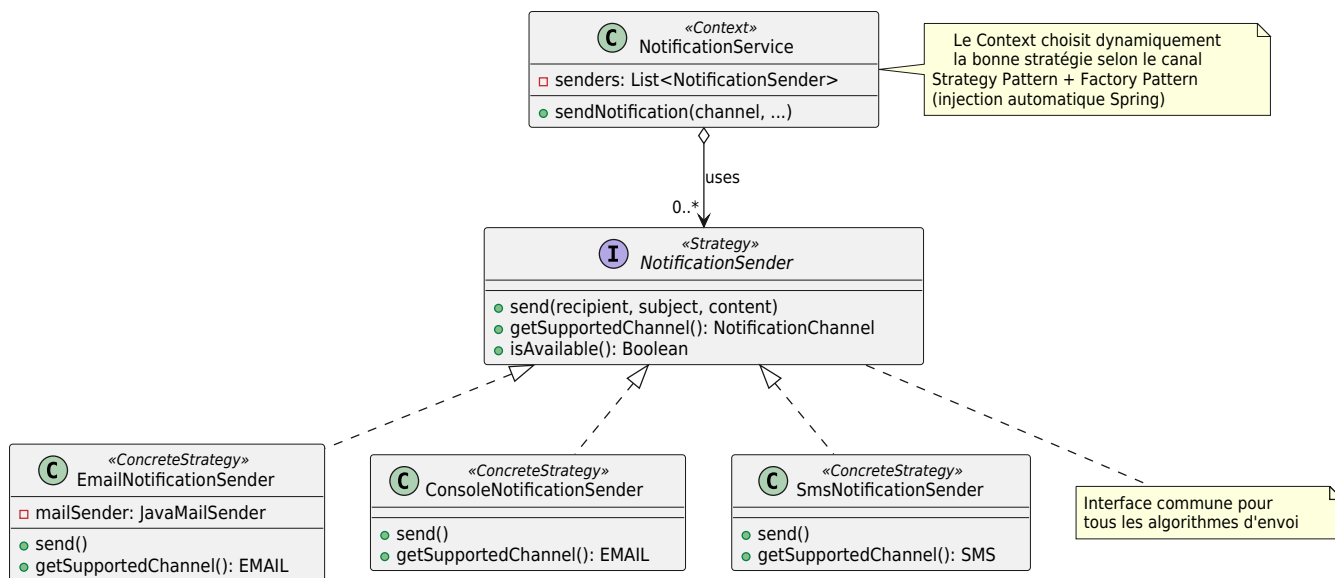 «Context»
C
NotificationService
senders: List<NotificationSender>
sendNotification(channel, ...)
Le Context choisit dynamiquement
la bonne stratégie selon le canal
Strategy Pattern + Factory Pattern
(injection automatique Spring)
uses
0..*
«Strategy»
I
NotificationSender
send(recipient, subject, content)
getSupportedChannel(): NotificationChannel
isAvailable(): Boolean
«ConcreteStrategy»
C
EmailNotificationSender
mailSender: JavaMailSender
send()
getSupportedChannel(): EMAIL
«ConcreteStrategy»
C
ConsoleNotificationSender
send()
getSupportedChannel(): EMAIL
«ConcreteStrategy»
C
SmsNotificationSender
send()
getSupportedChannel(): SMS
Interface commune pour
tous les algorithmes d'envoi